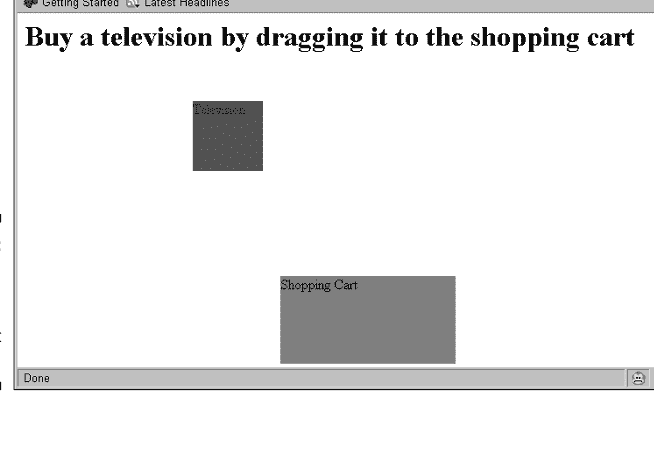 Getting Started Latest Headlines
Buy a television by dragging it to the shopping cart
Television
Shopping Cart
Done